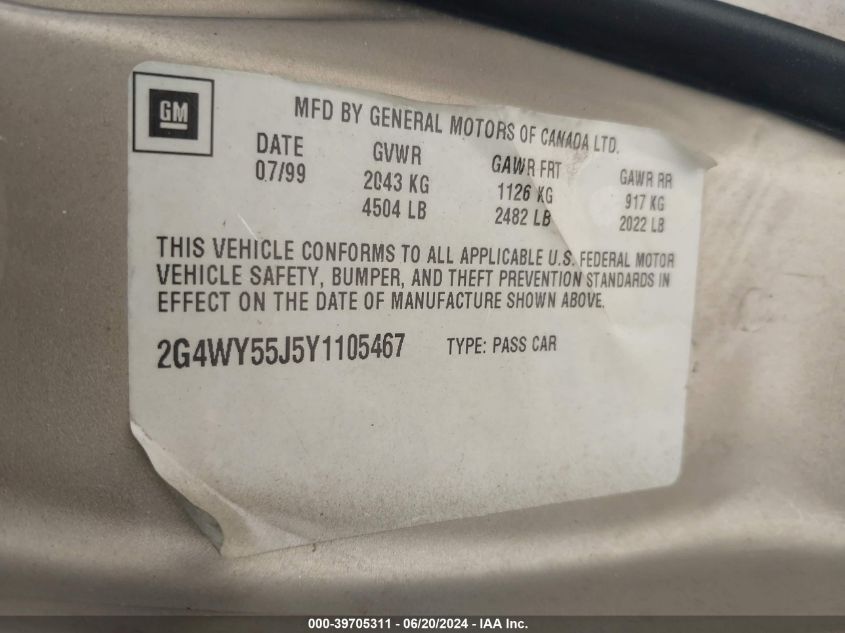 GM
MFD BY GENERAL MOTORS OF CANADA LTD.
DATE GVWR GAWR FRT GAWR RR
07/99 2043 KG 1126 KG 917 KG
4504 LB 2482 LB 2022 LB
THIS VEHICLE CONFORMS TO ALL APPLICABLE U.S. FEDERAL MOTOR
VEHICLE SAFETY, BUMPER, AND THEFT PREVENTION STANDARDS IN
EFFECT ON THE DATE OF MANUFACTURE SHOWN ABOVE.
2G4WY55J5Y1105467 TYPE: PASS CAR
000-39705311 - 06/20/2024 - IAA Inc.